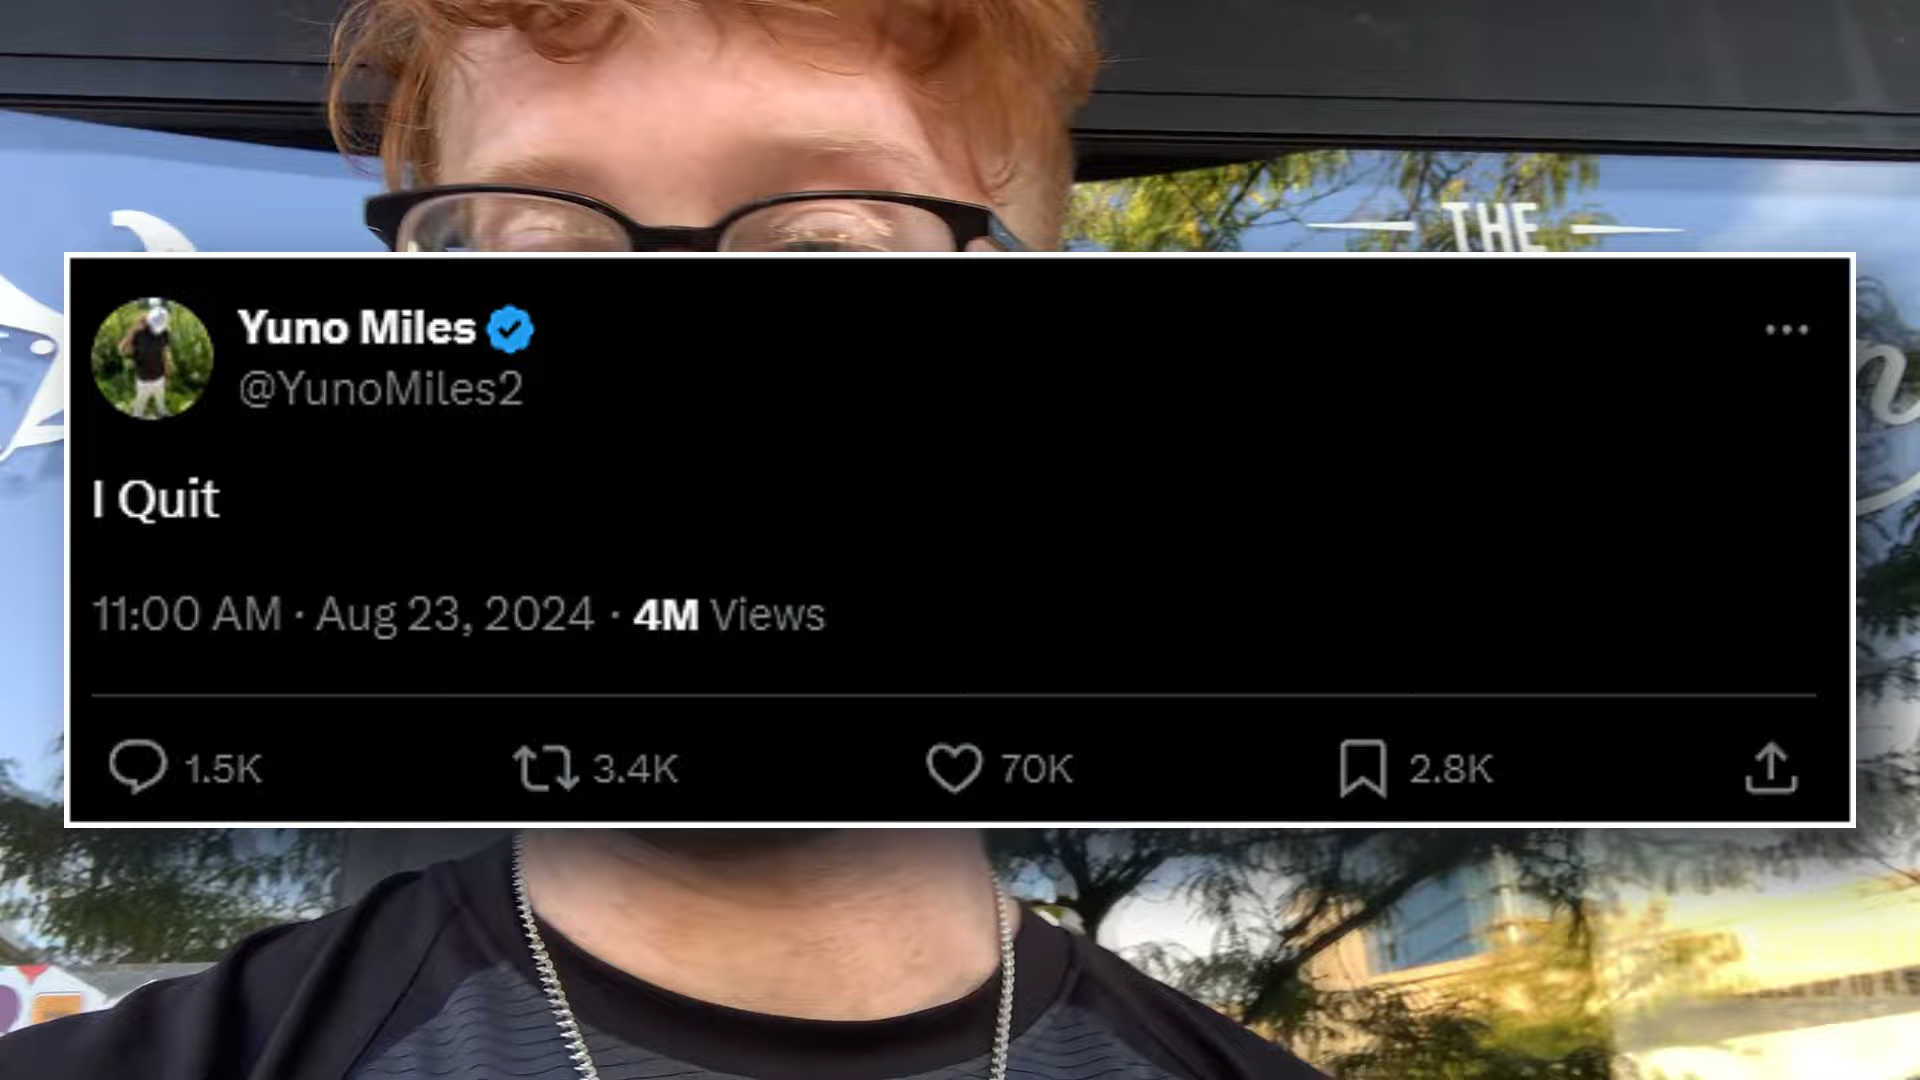 THE
Yuno Miles
@YunoMiles2
I Quit
11:00 AM · Aug 23, 2024 · 4M Views
1.5K 3.4K 70K 2.8K